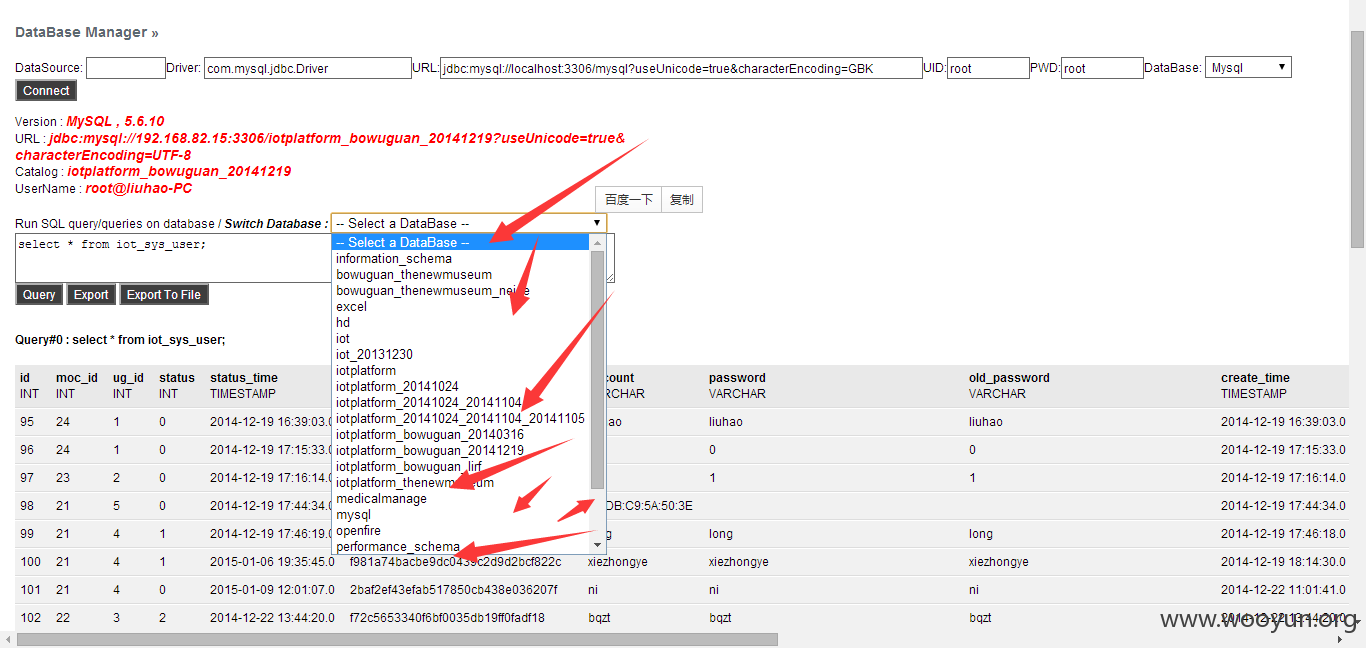 DataBase Manager »
DataSource: Driver: com.mysql.jdbc.Driver URL: jdbc:mysql://localhost:3306/mysql?useUnicode=true&characterEncoding=GBK UID: root PWD: root DataBase: Mysql
Connect
Version : MySQL , 5.6.10
URL : jdbc:mysql://192.168.82.15:3306/iotplatform_bowuguan_20141219?useUnicode=true&
characterEncoding=UTF-8
Catalog : iotplatform_bowuguan_20141219
UserName : root@liuhao-PC
百度一下 复制
Run SQL query/queries on database / Switch Database : -- Select a DataBase --
select * from iot_sys_user;
-- Select a DataBase --
information_schema
bowuguan_thenewmuseum
bowuguan_thenewmuseum_neice
excel
hd
iot
iot_20131230
iotplatform
iotplatform_20141024
iotplatform_20141024_20141104
iotplatform_20141024_20141104_20141105
iotplatform_bowuguan_20140316
iotplatform_bowuguan_20141219
iotplatform_bowuguan_lirf
iotplatform_thenewmuseum
medicalmanage
mysql
openfire
performance_schema
Query Export Export To File
Query#0 : select * from iot_sys_user;
id moc_id ug_id status status_time count password old_password create_time
INT INT INT INT TIMESTAMP RCHAR VARCHAR VARCHAR TIMESTAMP
95 24 1 0 2014-12-19 16:39:03.0 ao liuhao liuhao 2014-12-19 16:39:03.0
96 24 1 0 2014-12-19 17:15:33.0 0 0 2014-12-19 17:15:33.0
97 23 2 0 2014-12-19 17:16:14.0 1 1 2014-12-19 17:16:14.0
98 21 5 0 2014-12-19 17:44:34.0 DB:C9:5A:50:3E 2014-12-19 17:44:34.0
99 21 4 1 2014-12-19 17:46:19.0 g long long 2014-12-19 17:46:18.0
100 21 4 1 2015-01-06 19:35:45.0 f981a74bacbe9dc0439c2d9d2bcf822c xiezhongye xiezhongye xiezhongye 2014-12-19 18:14:30.0
101 21 4 0 2015-01-09 12:01:07.0 2baf2ef43efab517850cb438e036207f ni ni ni 2014-12-22 11:01:41.0
102 22 3 2 2014-12-22 13:44:20.0 f72c5653340f6bf0035db19ff0fadf18 bqzt bqzt bqzt 2014-12-22 13:44:20.0
www.wooyun.org